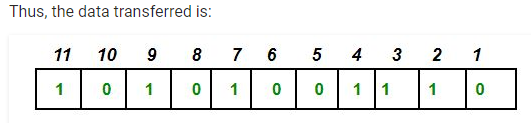 Thus, the data transferred is:
11 10 9 8 7 6 5 4 3 2 1
1 0 1 0 1 0 0 1 1 1 0